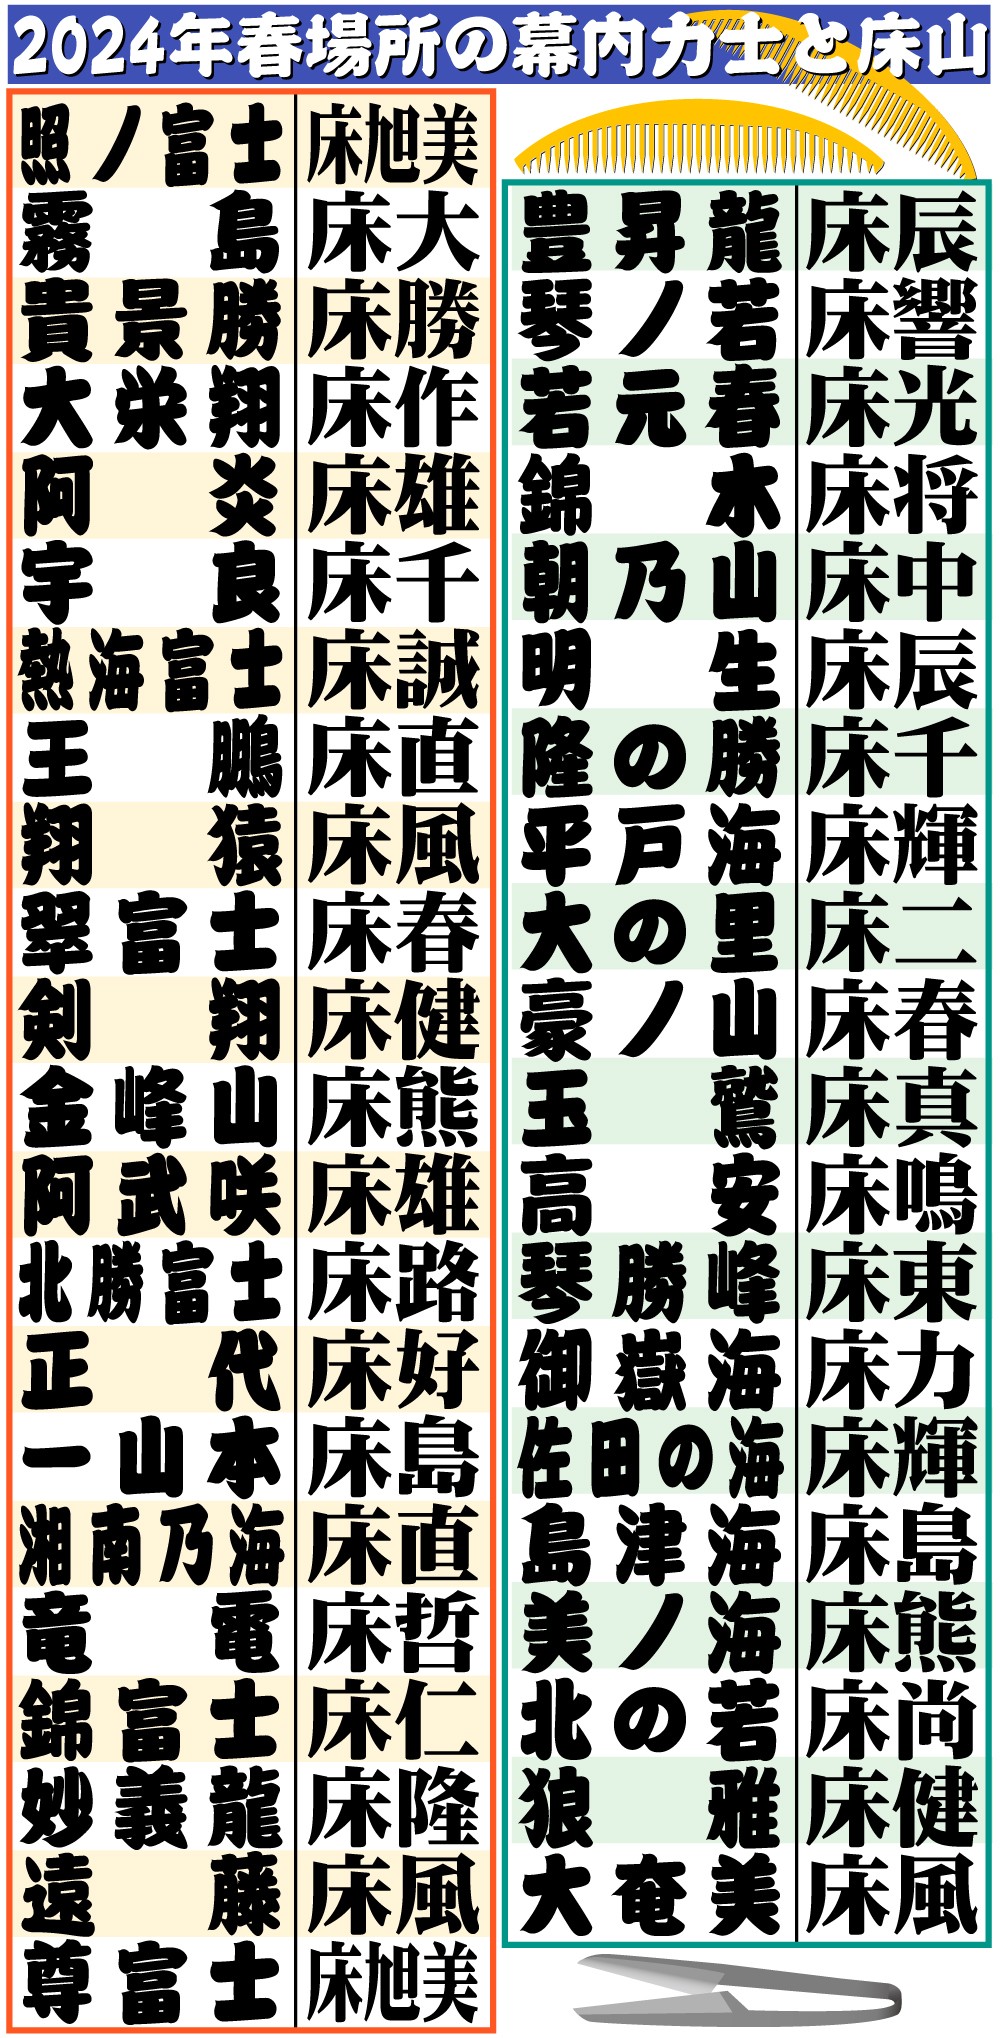 2024年春場所の幕内力士と床山
照ノ富士 床旭美
霧島 床大
貴景勝 床勝
大栄翔 床作
阿炎 床雄
宇良 床千
熱海富士 床誠
王鵬 床直
翔猿 床風
翠富士 床春
剣翔 床健
金峰山 床熊
阿武咲 床雄
北勝富士 床路
正代 床好
一山本 床島
湘南乃海 床直
竜電 床哲
錦富士 床仁
妙義龍 床隆
遠藤 床風
尊富士 床旭美
豊昇龍 床辰
琴ノ若 床響
若元春 床光
錦木 床将
朝乃山 床中
明生 床辰
隆の勝 床千
平戸海 床輝
大の里 床二
豪ノ山 床春
玉鷲 床真
高安 床鳴
琴勝峰 床東
御嶽海 床力
佐田の海 床輝
島津海 床島
美ノ海 床熊
北の若 床尚
狼雅 床健
大奄美 床風